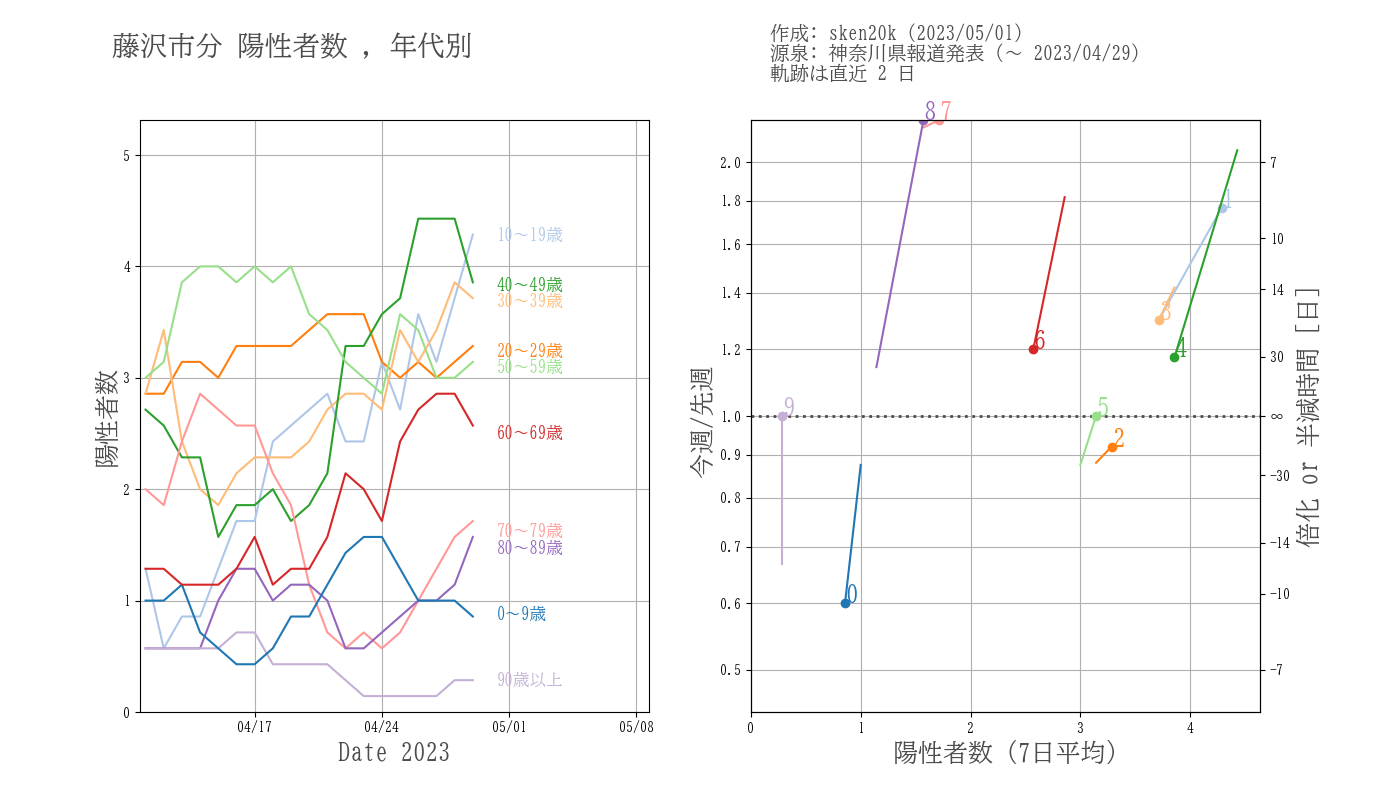 藤沢市分 陽性者数 , 年代別
作成: sken20k (2023/05/01)
源泉: 神奈川県報道発表 (～ 2023/04/29)
軌跡は直近 2 日
陽性者数
5
4
3
2
1
0
04/17
04/24
05/01
05/08
Date 2023
10～19歳
40～49歳
30～39歳
20～29歳
50～59歳
60～69歳
70～79歳
80～89歳
0～9歳
90歳以上
今週/先週
2.0
1.8
1.6
1.4
1.2
1.0
0.9
0.8
0.7
0.6
0.5
0
1
2
3
4
陽性者数 (7日平均)
8
7
1
3
6
4
9
5
2
0
7
10
14
30
∞
-30
-14
-10
-7
倍化 or 半減時間 [日]